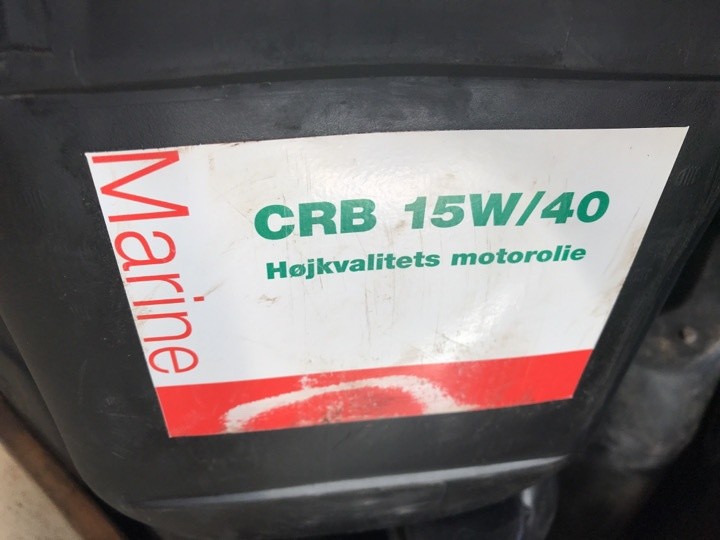 Marine
CRB 15W/40
Højkvalitets motorolie